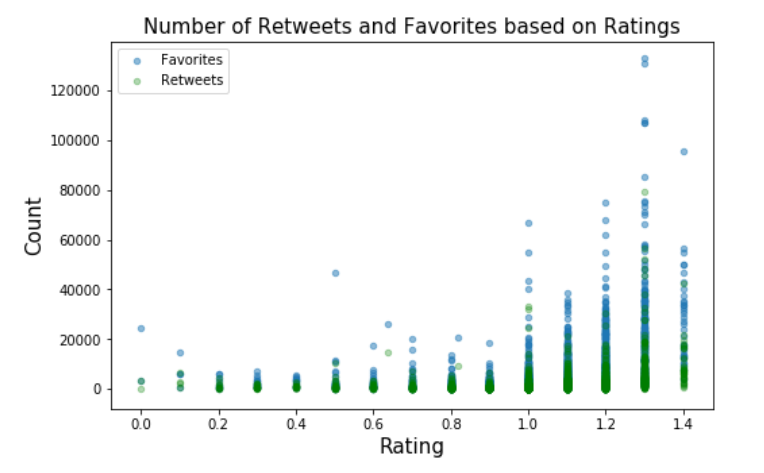 Number of Retweets and Favorites based on Ratings
Favorites
Retweets
120000
100000
80000
60000
40000
20000
0
Count
0.0 0.2 0.4 0.6 0.8 1.0 1.2 1.4
Rating